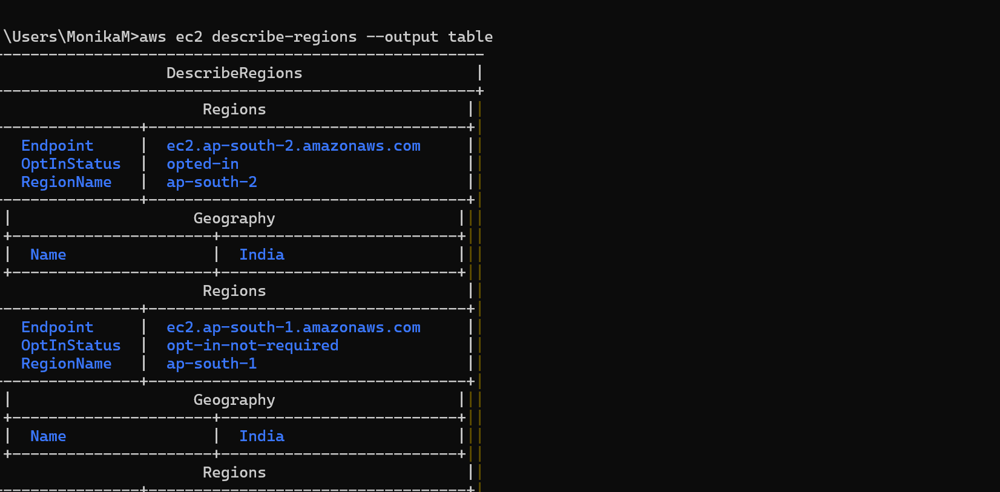 \Users\MonikaM>aws ec2 describe-regions --output table
DescribeRegions
Regions
Endpoint | ec2.ap-south-2.amazonaws.com
OptInStatus | opted-in
RegionName | ap-south-2
Geography
Name | India
Regions
Endpoint | ec2.ap-south-1.amazonaws.com
OptInStatus | opt-in-not-required
RegionName | ap-south-1
Geography
Name | India
Regions